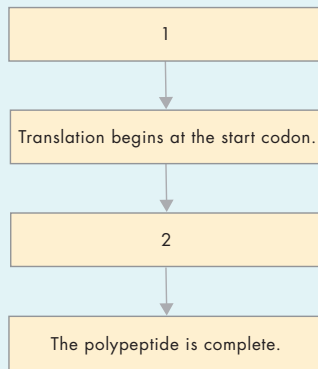 1
Translation begins at the start codon.
2
The polypeptide is complete.